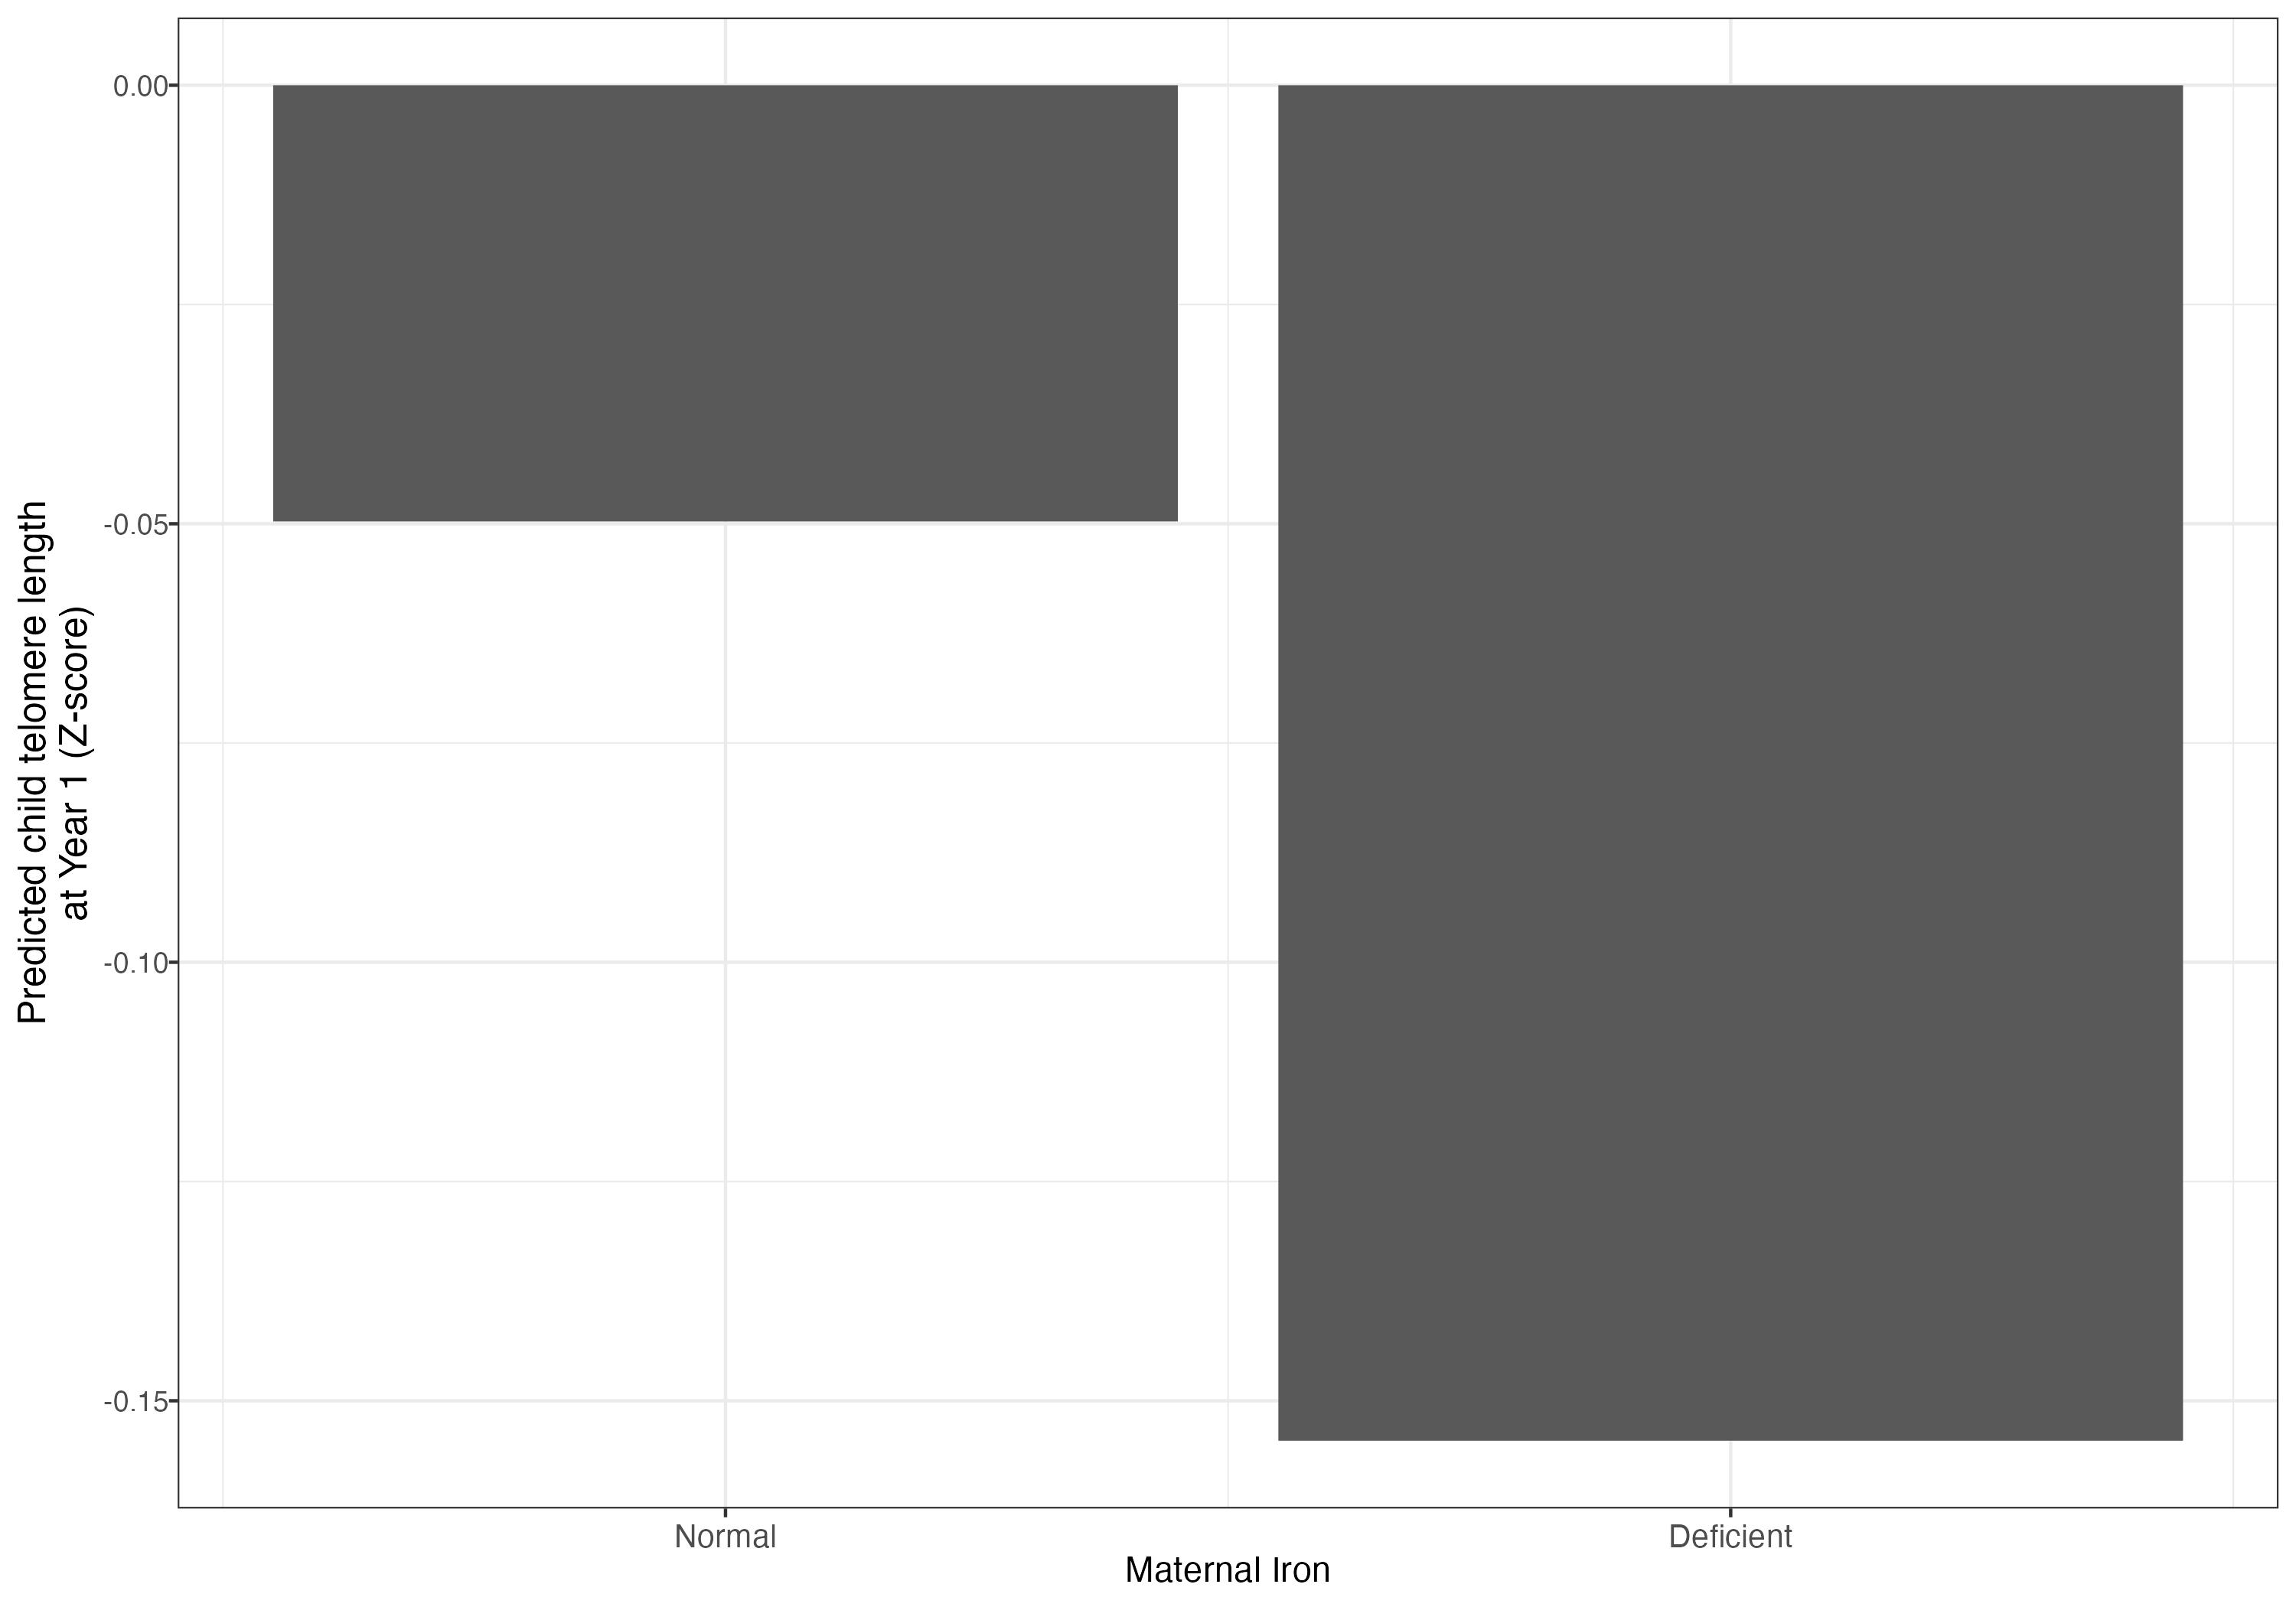 Predicted child telomere length
at Year 1 (Z-score)
0.00
-0.05
-0.10
-0.15
Normal
Deficient
Maternal Iron